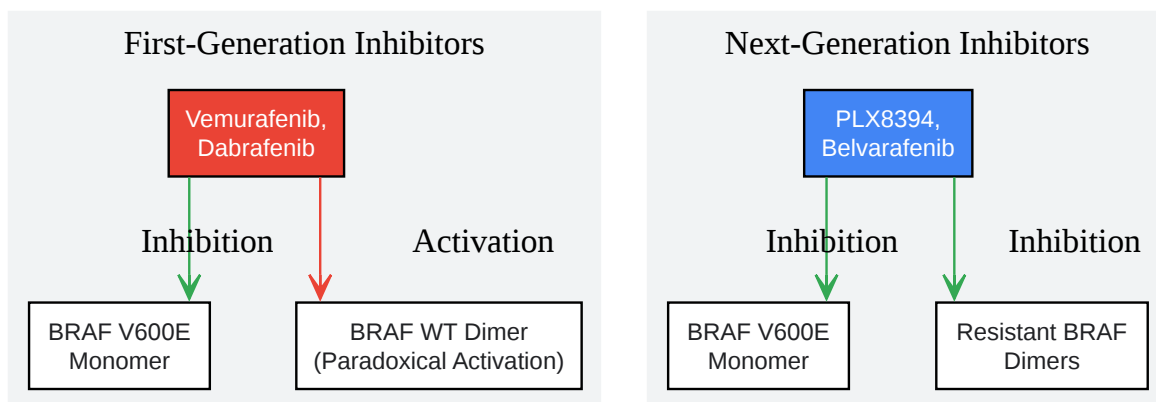 First-Generation Inhibitors
Vemurafenib,
Dabrafenib
Inhibition
Activation
BRAF V600E
Monomer
BRAF WT Dimer
(Paradoxical Activation)
Next-Generation Inhibitors
PLX8394,
Belvarafenib
Inhibition
Inhibition
BRAF V600E
Monomer
Resistant BRAF
Dimers